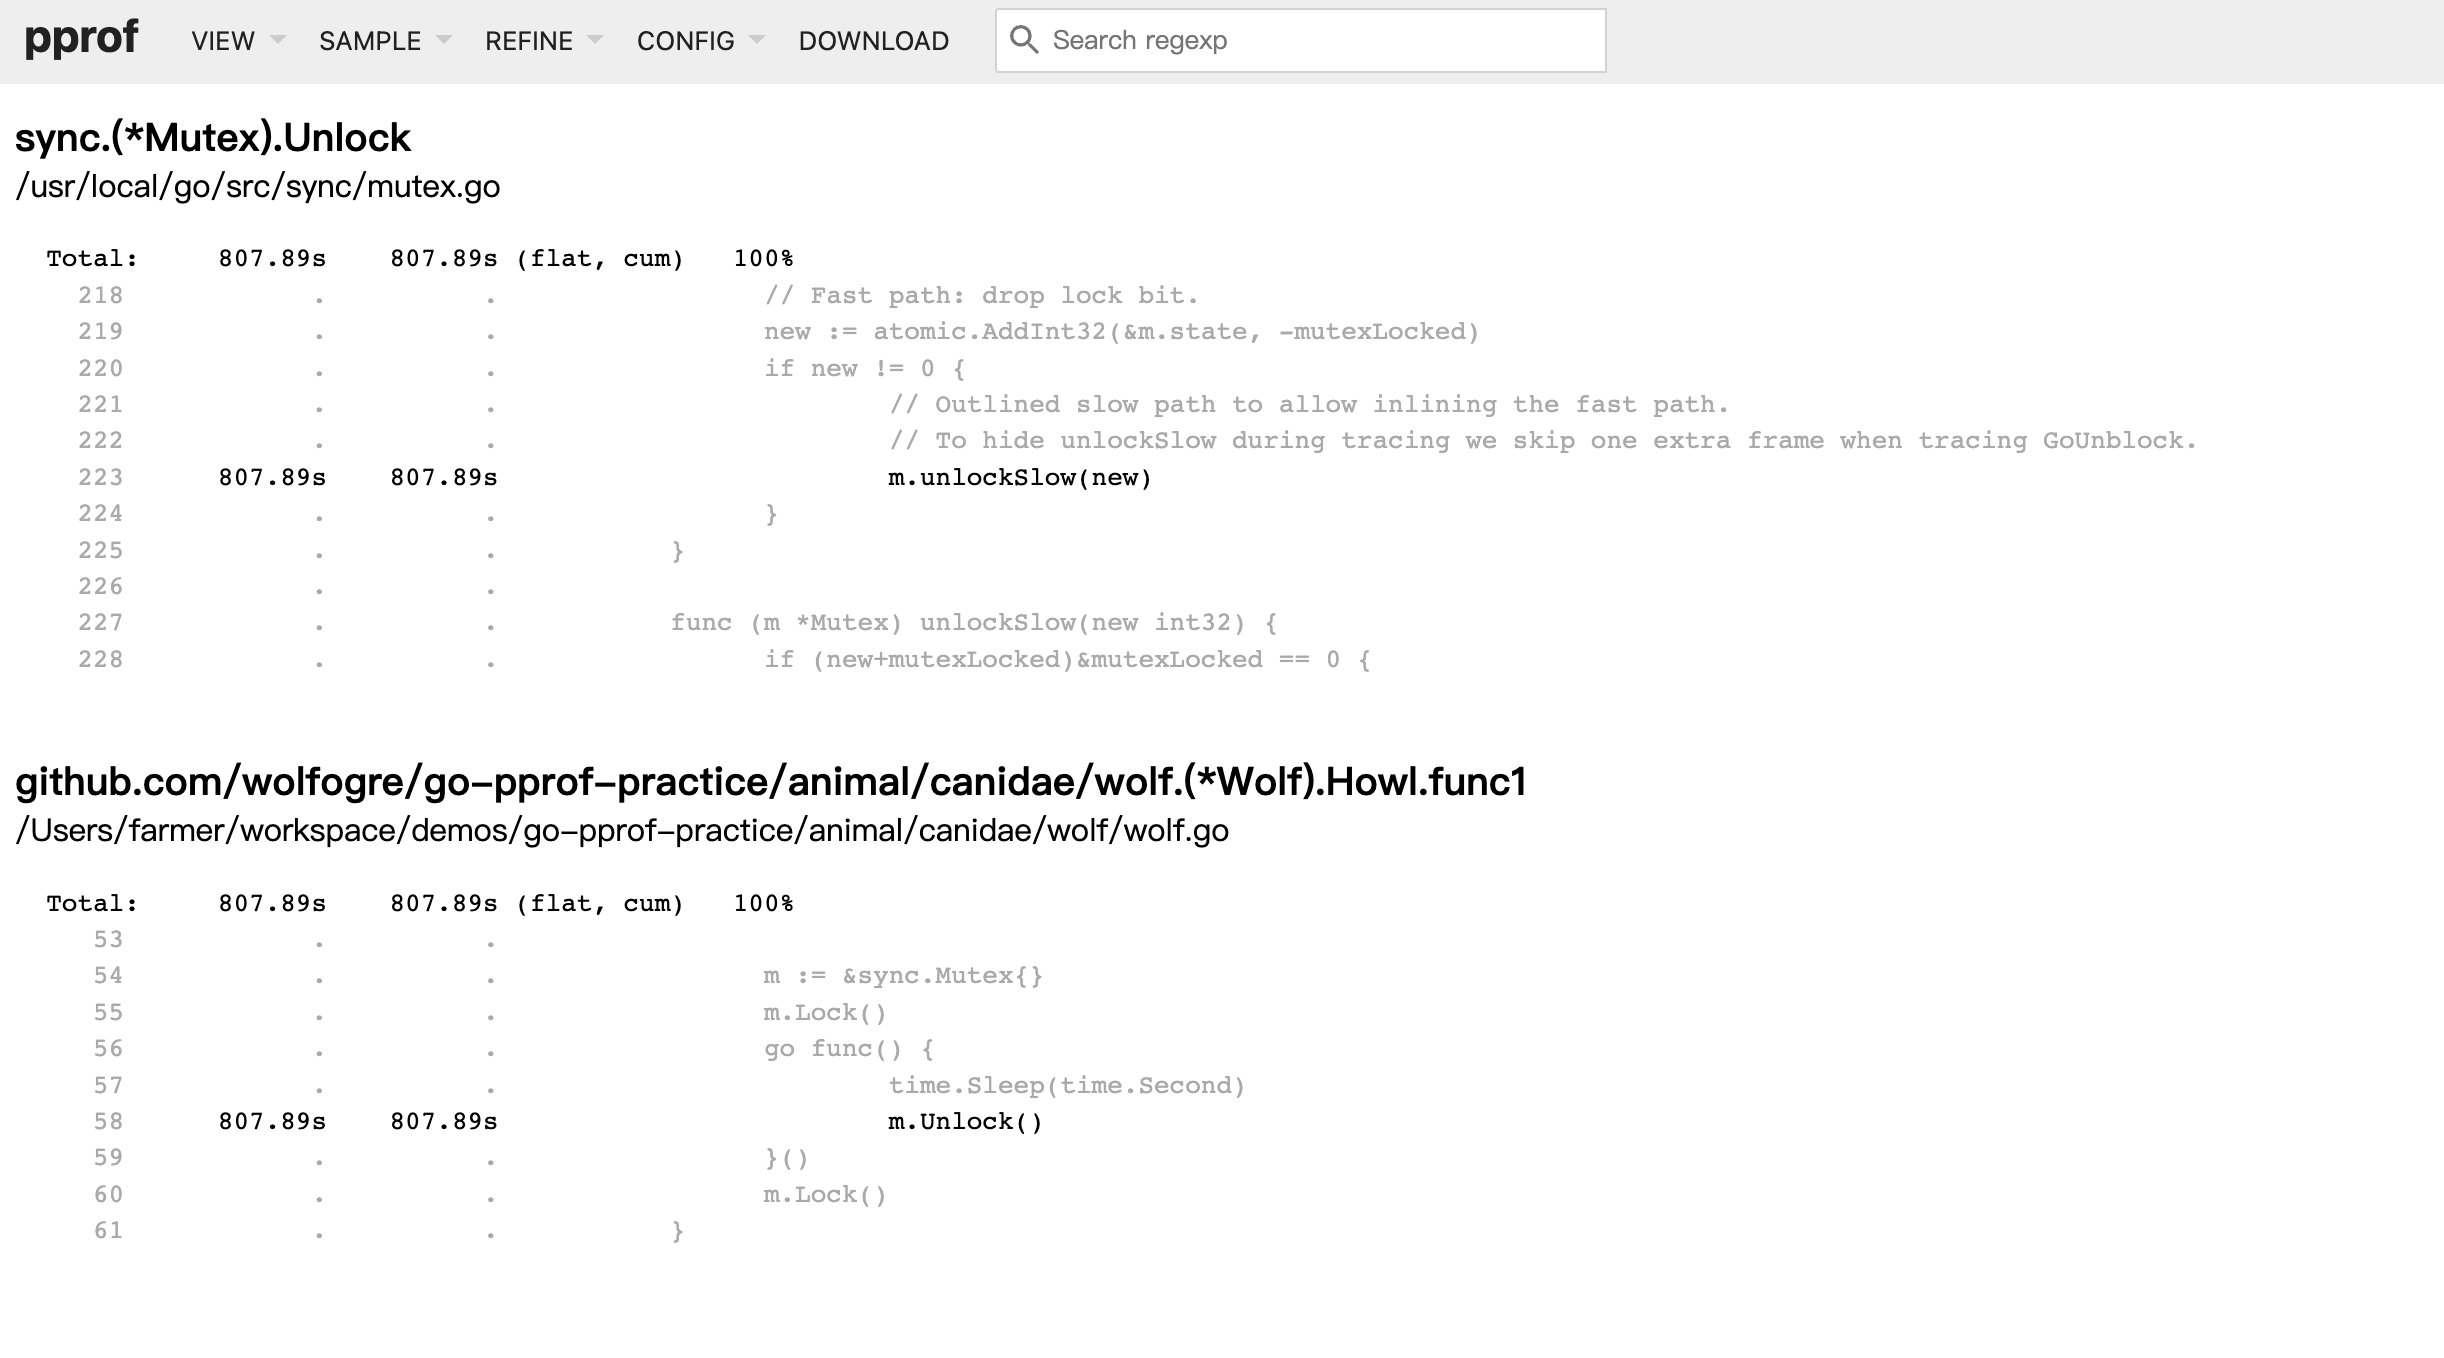 pprof VIEW SAMPLE REFINE CONFIG DOWNLOAD Search regexp
sync.(*Mutex).Unlock
/usr/local/go/src/sync/mutex.go
Total: 807.89s 807.89s (flat, cum) 100%
218 . . // Fast path: drop lock bit.
219 . . new := atomic.AddInt32(&m.state, -mutexLocked)
220 . . if new != 0 {
221 . . // Outlined slow path to allow inlining the fast path.
222 . . // To hide unlockSlow during tracing we skip one extra frame when tracing GoUnblock.
223 807.89s 807.89s m.unlockSlow(new)
224 . . }
225 . . }
226 . .
227 . . func (m *Mutex) unlockSlow(new int32) {
228 . . if (new+mutexLocked)&mutexLocked == 0 {
github.com/wolfogre/go-pprof-practice/animal/canidae/wolf.(*Wolf).Howl.func1
/Users/farmer/workspace/demos/go-pprof-practice/animal/canidae/wolf/wolf.go
Total: 807.89s 807.89s (flat, cum) 100%
53 . .
54 . . m := &sync.Mutex{}
55 . . m.Lock()
56 . . go func() {
57 . . time.Sleep(time.Second)
58 807.89s 807.89s m.Unlock()
59 . . }()
60 . . m.Lock()
61 . . }